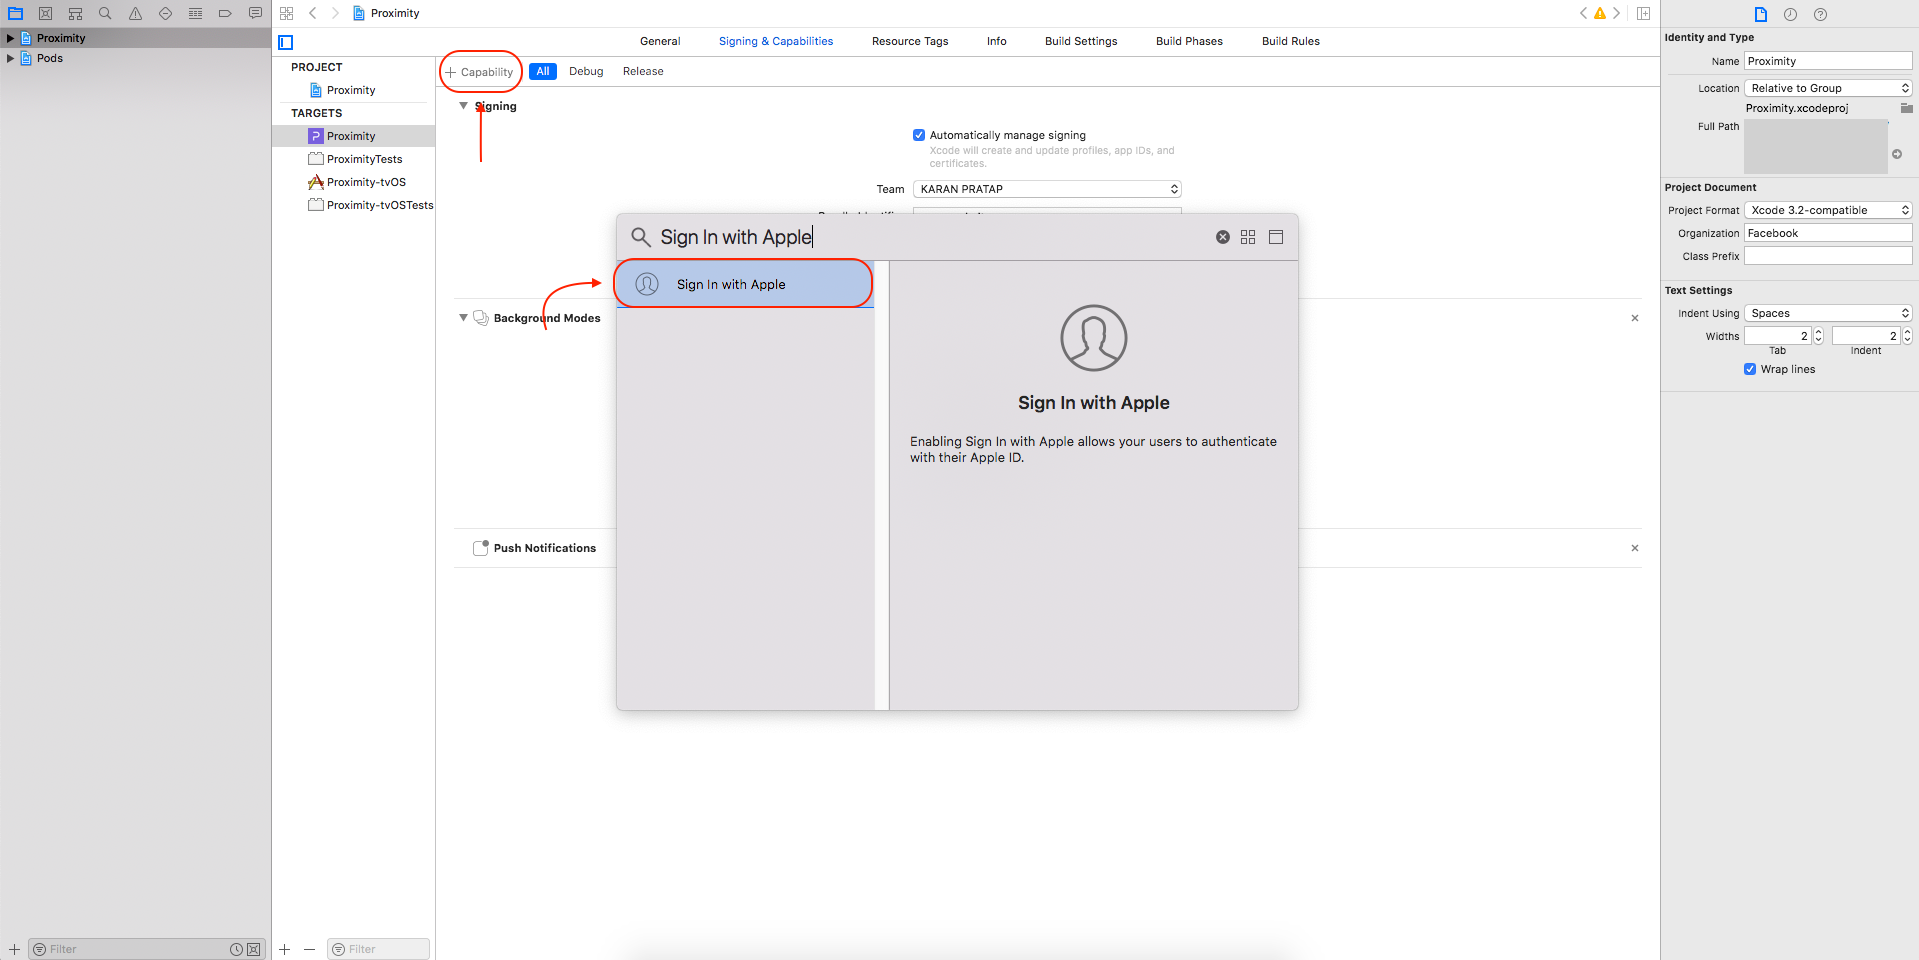 Proximity
Pods
Filter
Proximity
General
Signing & Capabilities
Resource Tags
Info
Build Settings
Build Phases
Build Rules
PROJECT
Proximity
TARGETS
Proximity
ProximityTests
Proximity-tvOS
Proximity-tvOSTests
Filter
Capability
All
Debug
Release
Signing
Automatically manage signing
Xcode will create and update profiles, app IDs, and
certificates.
Team
KARAN PRATAP
Sign In with Apple
Sign In with Apple
Sign In with Apple
Enabling Sign In with Apple allows your users to authenticate
with their Apple ID.
Background Modes
Push Notifications
Identity and Type
Name Proximity
Location Relative to Group
Proximity.xcodeproj
Full Path
Project Document
Project Format Xcode 3.2-compatible
Organization Facebook
Class Prefix
Text Settings
Indent Using Spaces
Widths 2 2
Tab Indent
Wrap lines